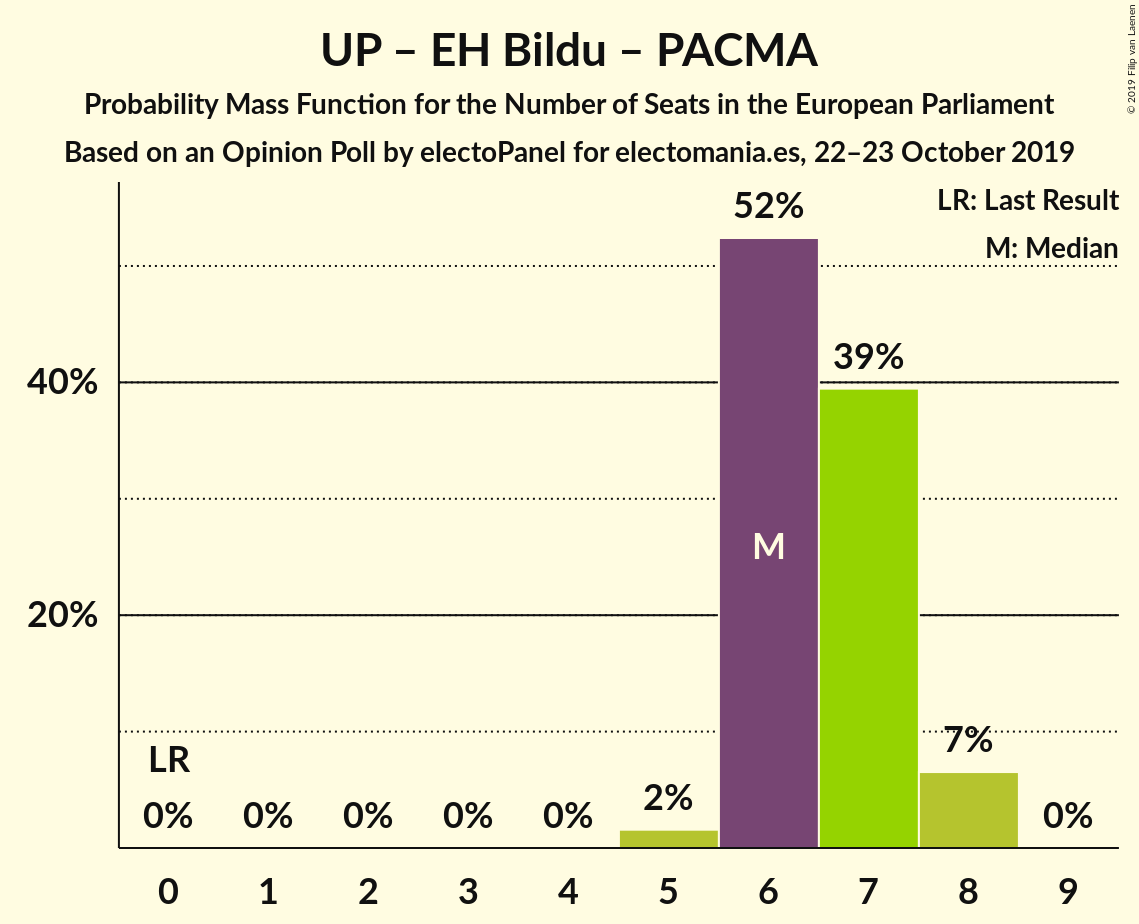 UP – EH Bildu – PACMA
Probability Mass Function for the Number of Seats in the European Parliament
Based on an Opinion Poll by electoPanel for electomania.es, 22–23 October 2019
© 2019 Filip van Laenen
LR: Last Result
M: Median
52%
39%
40%
M
20%
7%
LR
2%
0% 0% 0% 0% 0% 0%
0 1 2 3 4 5 6 7 8 9